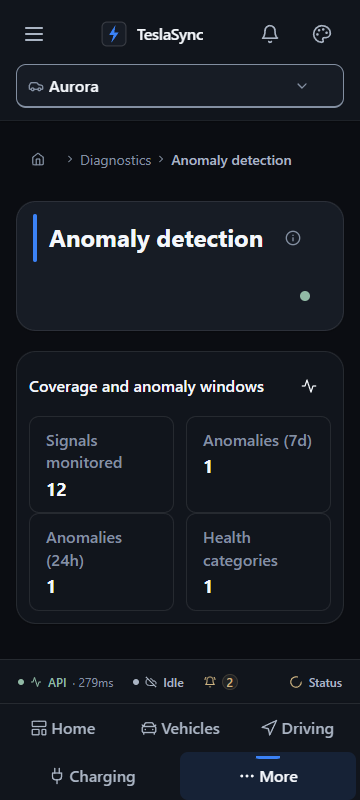 TeslaSync
Aurora
Diagnostics
Anomaly detection
Anomaly detection
Coverage and anomaly windows
Signals
monitored
12
Anomalies (7d)
1
Anomalies
(24h)
1
Health
categories
1
API · 279ms
Idle
2
Status
Home
Vehicles
Driving
Charging
More